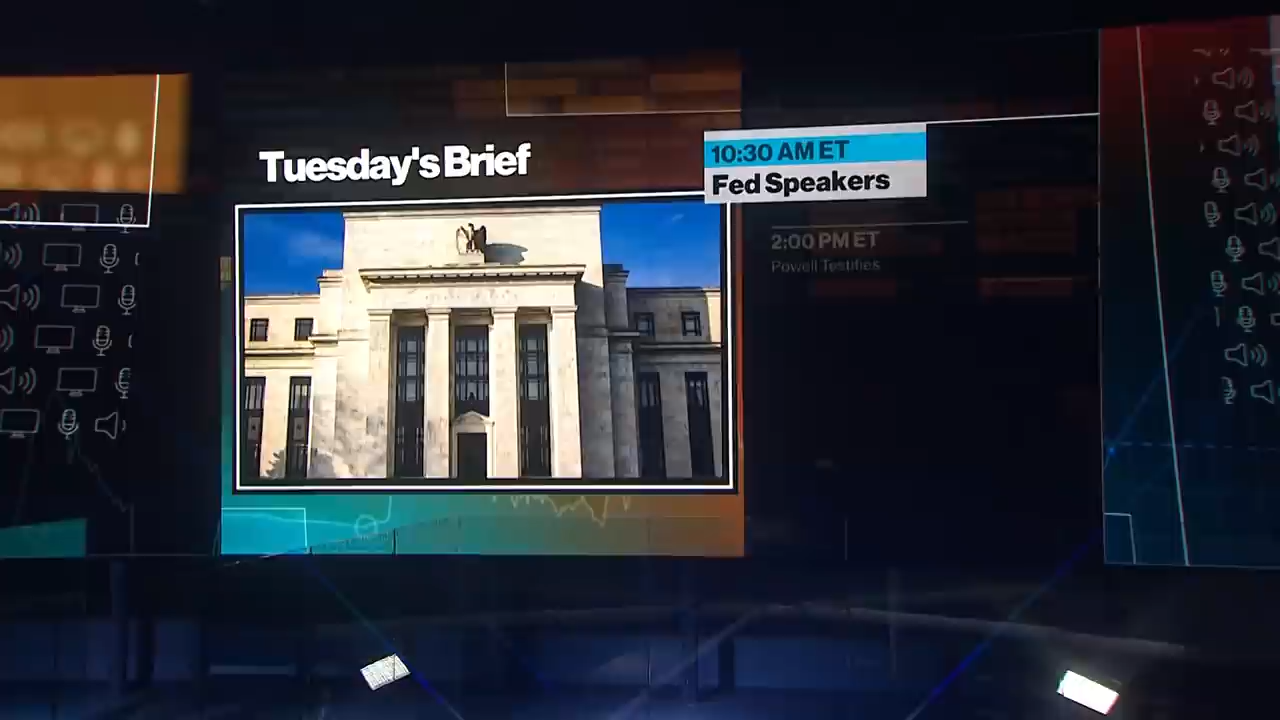 Tuesday's Brief
10:30 AM ET
Fed Speakers
2:00 PM ET
Powell Testifies